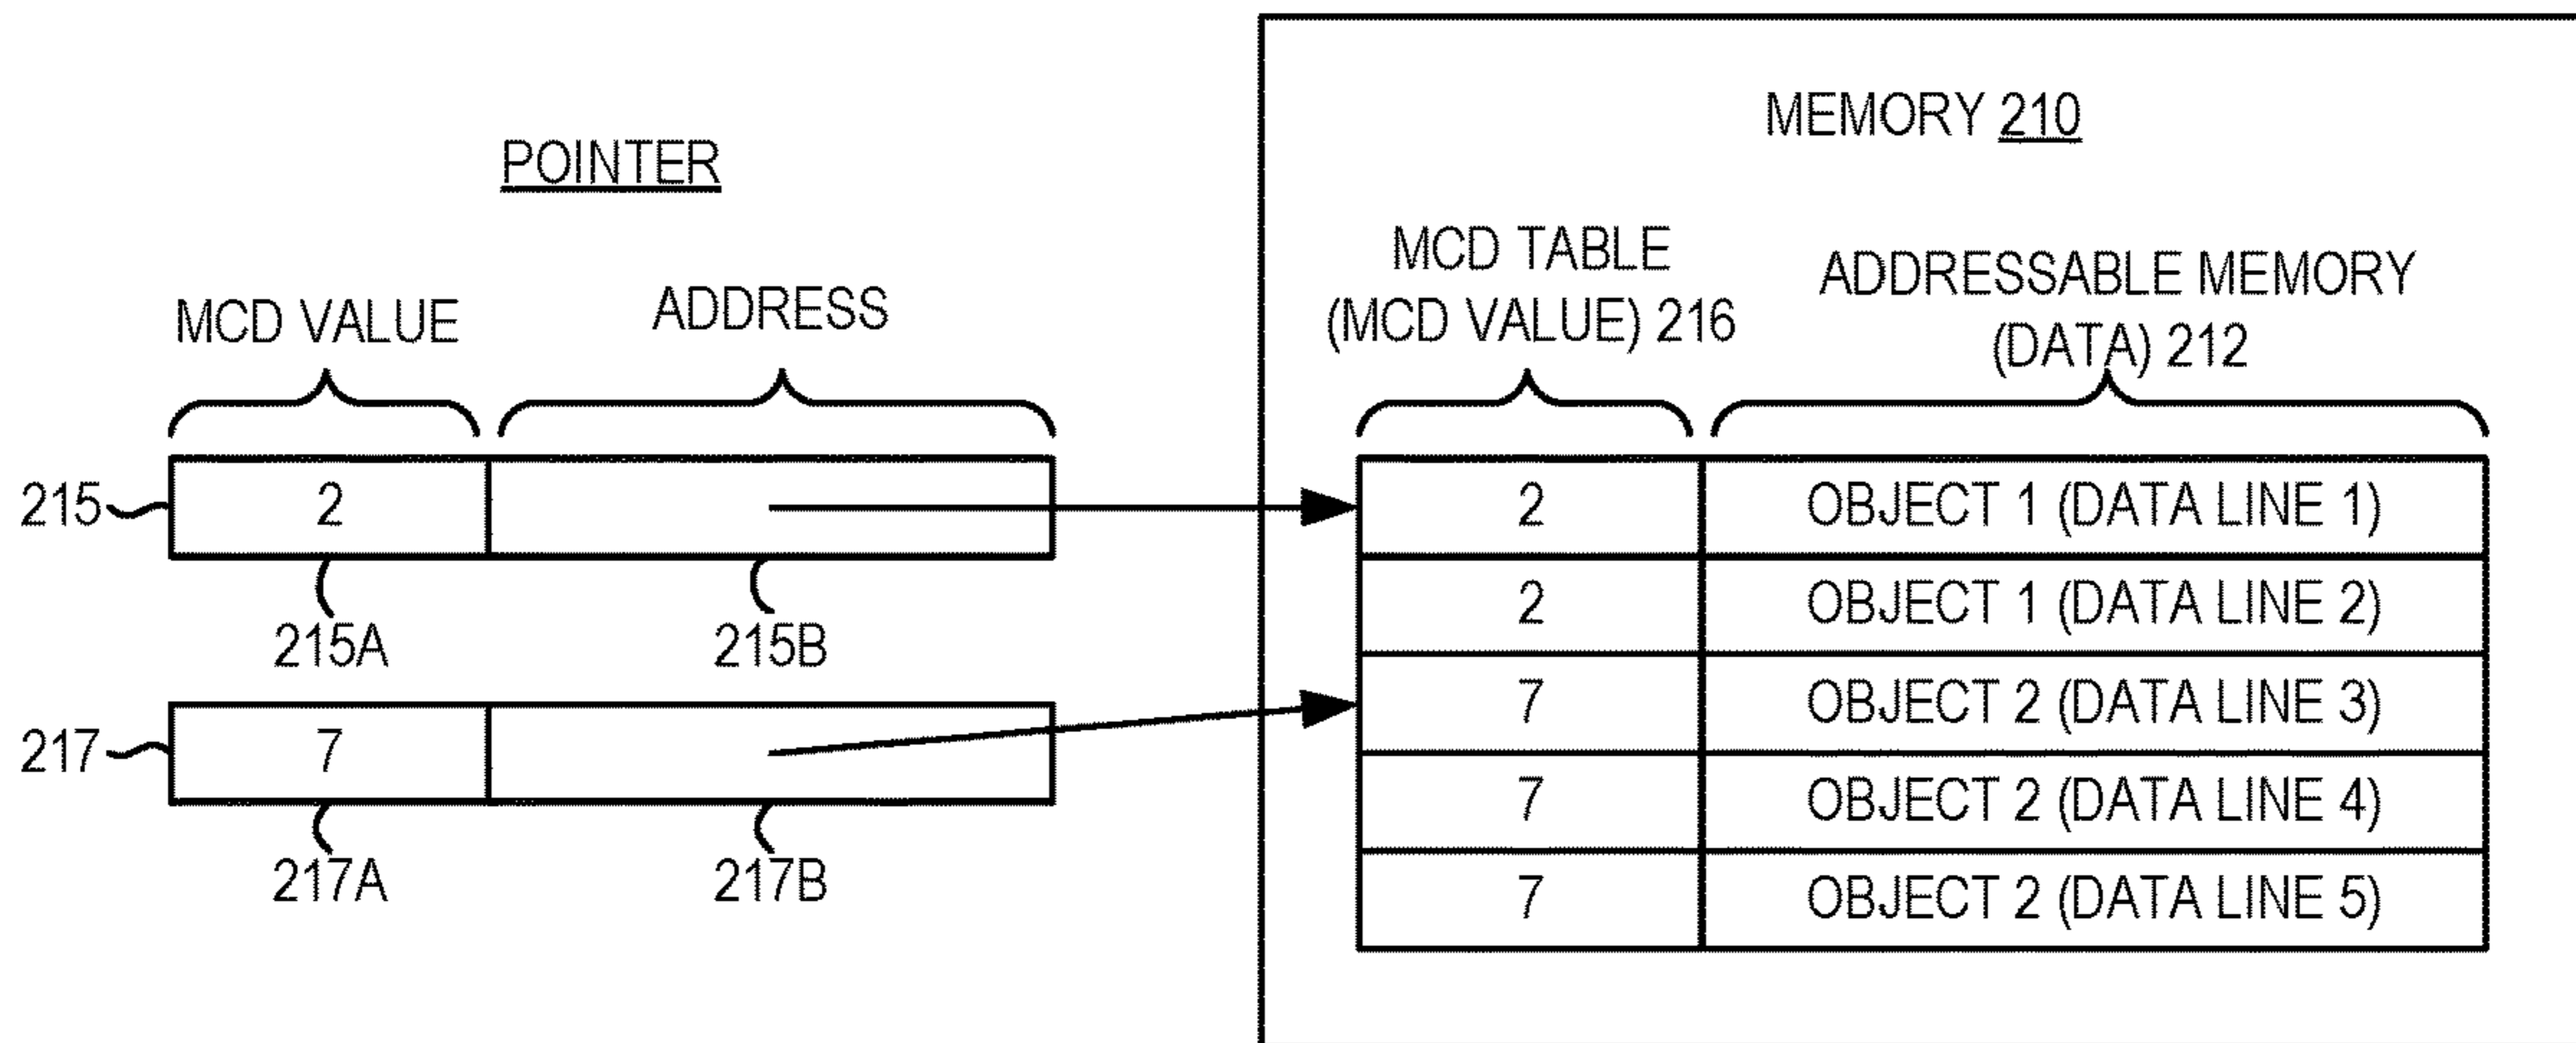 POINTER
MCD VALUE
ADDRESS
215
2
215A
215B
217
7
217A
217B
MEMORY 210
MCD TABLE
(MCD VALUE) 216
ADDRESSABLE MEMORY
(DATA) 212
2 OBJECT 1 (DATA LINE 1)
2 OBJECT 1 (DATA LINE 2)
7 OBJECT 2 (DATA LINE 3)
7 OBJECT 2 (DATA LINE 4)
7 OBJECT 2 (DATA LINE 5)